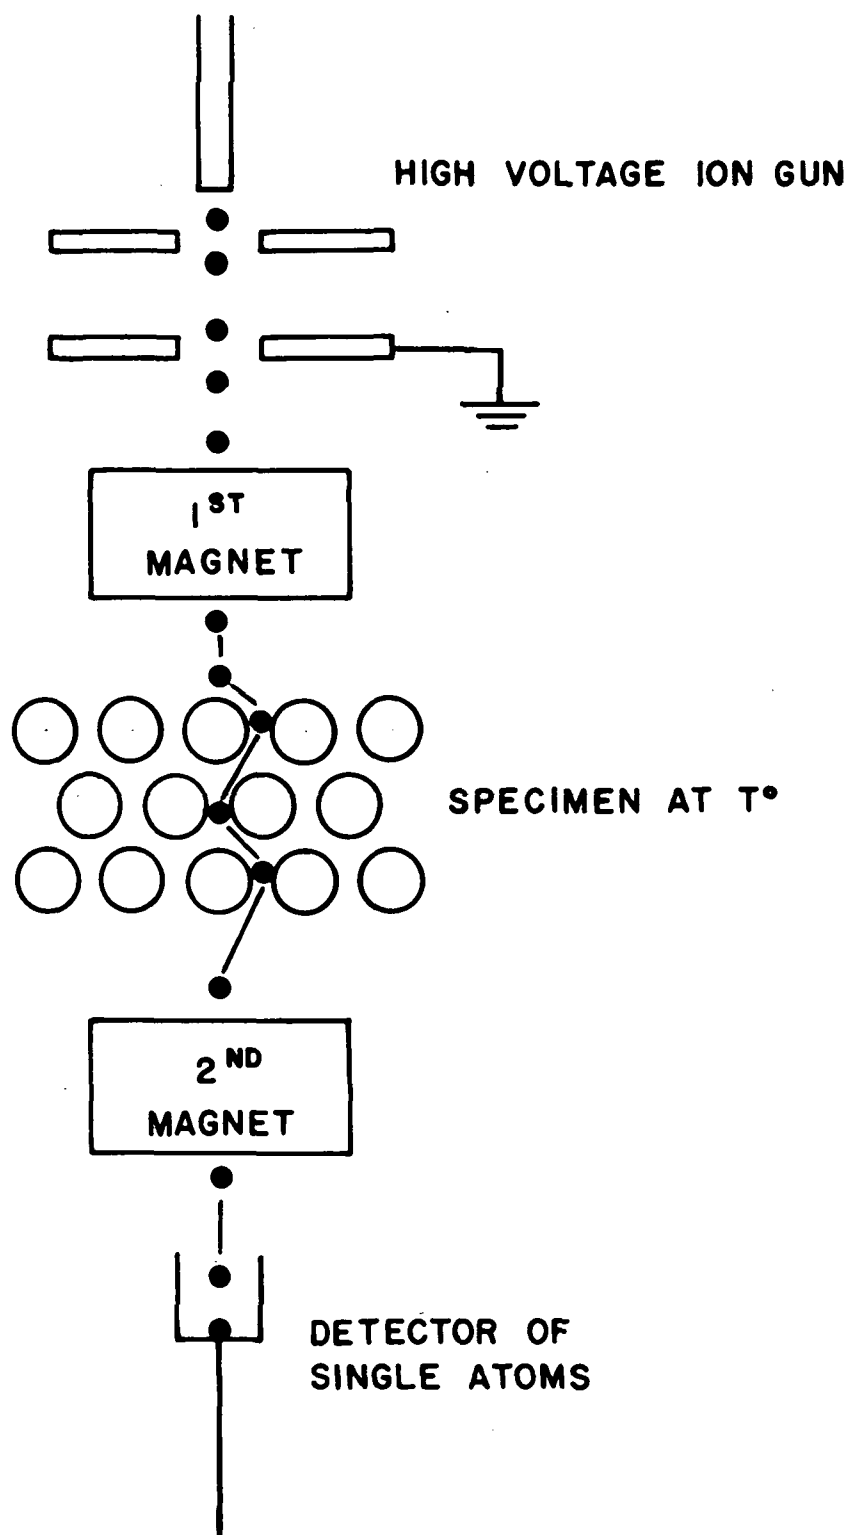 HIGH VOLTAGE ION GUN
1ST
MAGNET
SPECIMEN AT T°
2ND
MAGNET
DETECTOR OF
SINGLE ATOMS